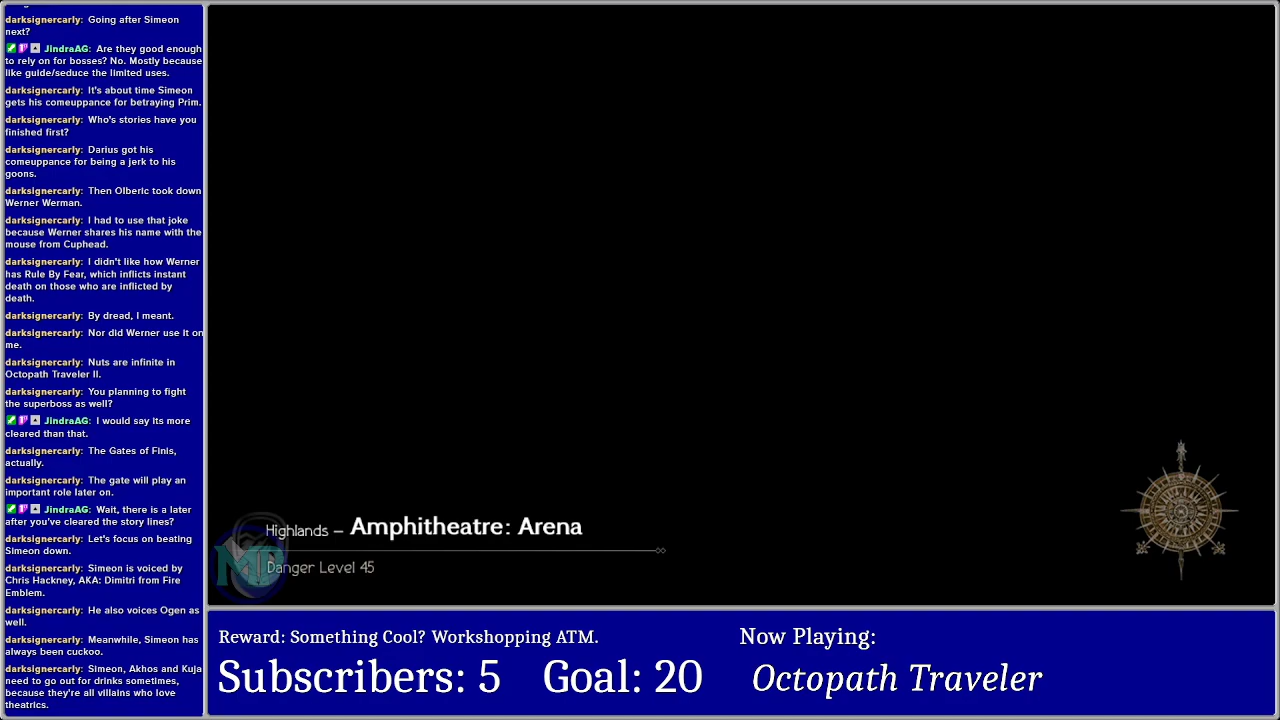 darksignercarly: Going after Simeon
next?
JindraAG: Are they good enough
to rely on for bosses? No. Mostly because
like guide/seduce the limited uses.
darksignercarly: It's about time Simeon
gets his comeuppance for betraying Prim.
darksignercarly: Who's stories have you
finished first?
darksignercarly: Darius got his
comeuppance for being a jerk to his
goons.
darksignercarly: Then Olberic took down
Werner Werman.
darksignercarly: I had to use that joke
because Werner shares his name with the
mouse from Cuphead.
darksignercarly: I didn't like how Werner
has Rule By Fear, which inflicts instant
death on those who are inflicted by
death.
darksignercarly: By dread, I meant.
darksignercarly: Nor did Werner use it on
me.
darksignercarly: Nuts are infinite in
Octopath Traveler II.
darksignercarly: You planning to fight
the superboss as well?
JindraAG: I would say its more
cleared than that.
darksignercarly: The Gates of Finis,
actually.
darksignercarly: The gate will play an
important role later on.
JindraAG: Wait, there is a later
after you've cleared the story lines?
darksignercarly: Let's focus on beating
Simeon down.
darksignercarly: Simeon is voiced by
Chris Hackney, AKA: Dimitri from Fire
Emblem.
darksignercarly: He also voices Ogen as
well.
darksignercarly: Meanwhile, Simeon has
always been cuckoo.
darksignercarly: Simeon, Akhos and Kuja
need to go out for drinks sometimes,
because they're all villains who love
theatrics.
Highlands – Amphitheatre: Arena
Danger Level 45
MD
Reward: Something Cool? Workshopping ATM.
Subscribers: 5 Goal: 20
Now Playing:
Octopath Traveler